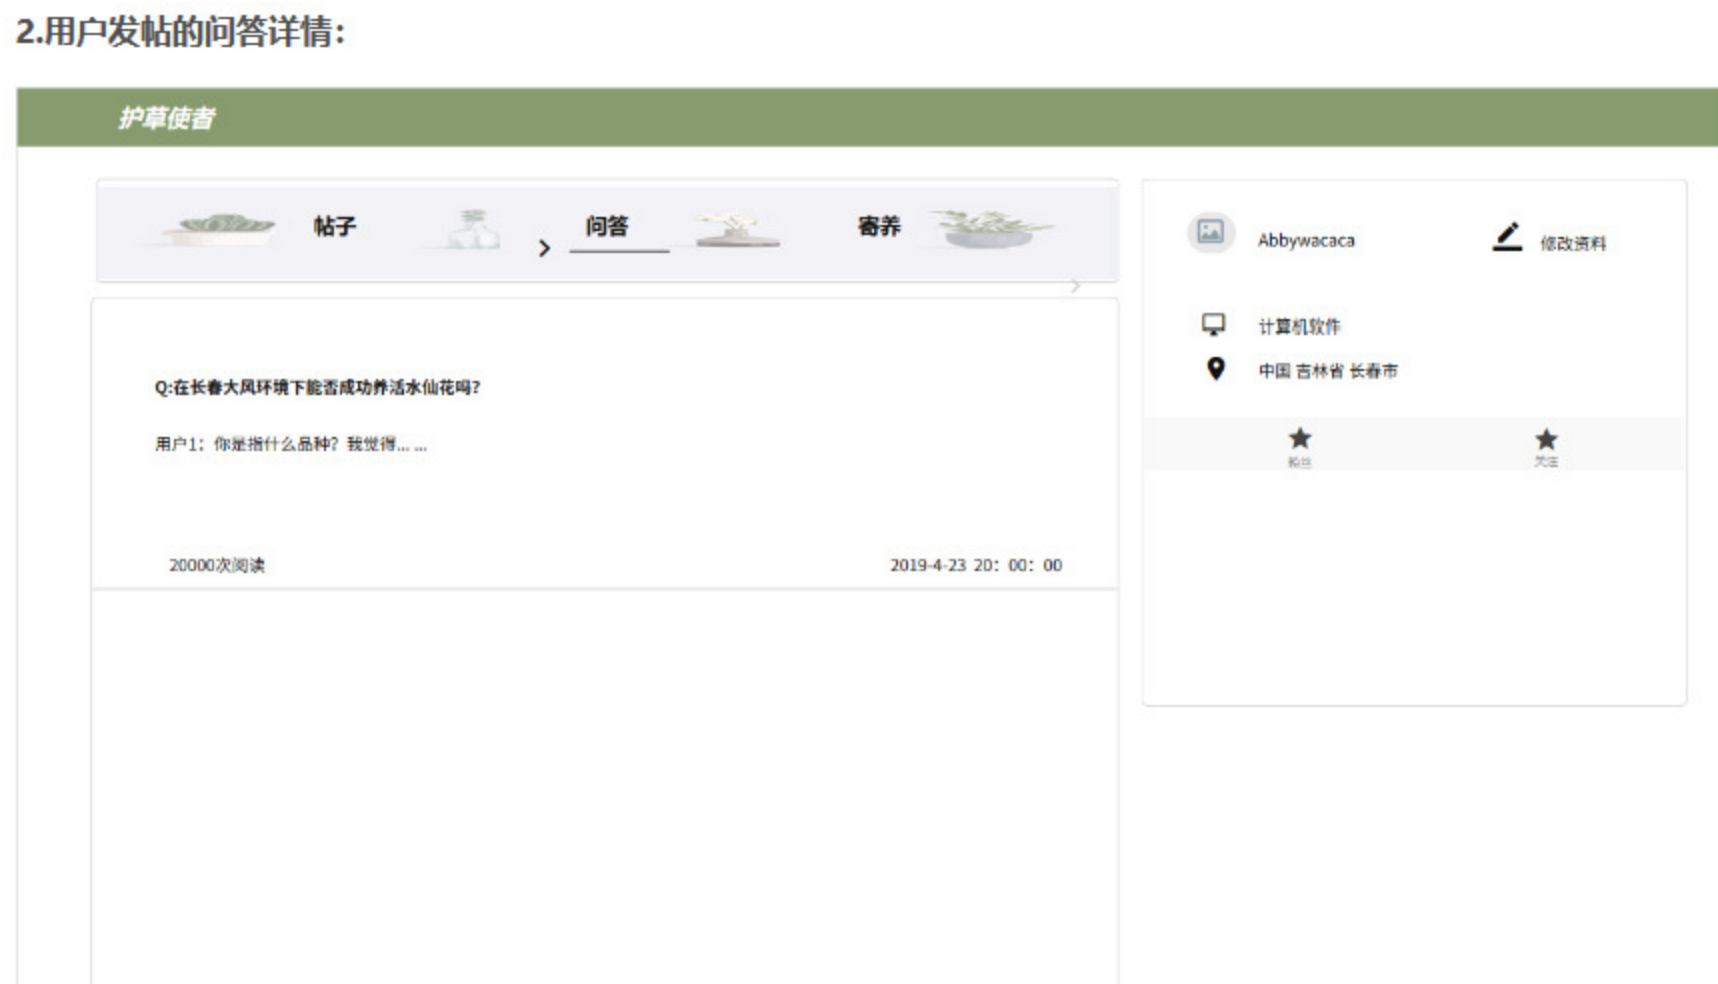 2.用户发帖的问答详情：
护草使者
帖子
问答
寄养
Q:在长春大风环境下能否成功养活水仙花吗？
用户1：你是指什么品种？我觉得... ...
20000次阅读
2019-4-23 20：00：00
Abbywacaca
修改资料
计算机软件
中国 吉林省 长春市
粉丝
关注